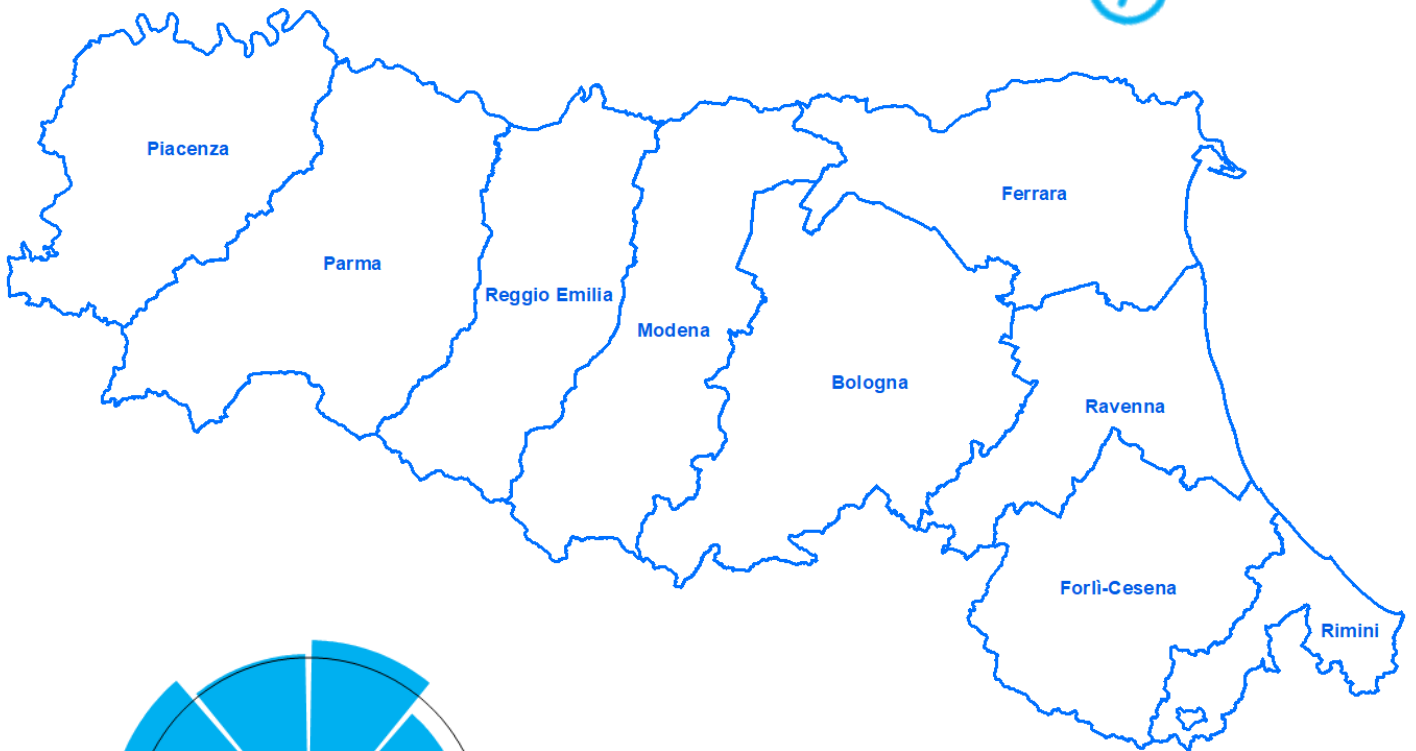 Piacenza
Ferrara
Parma
Reggio Emilia
Modena
Bologna
Ravenna
Forlì-Cesena
Rimini